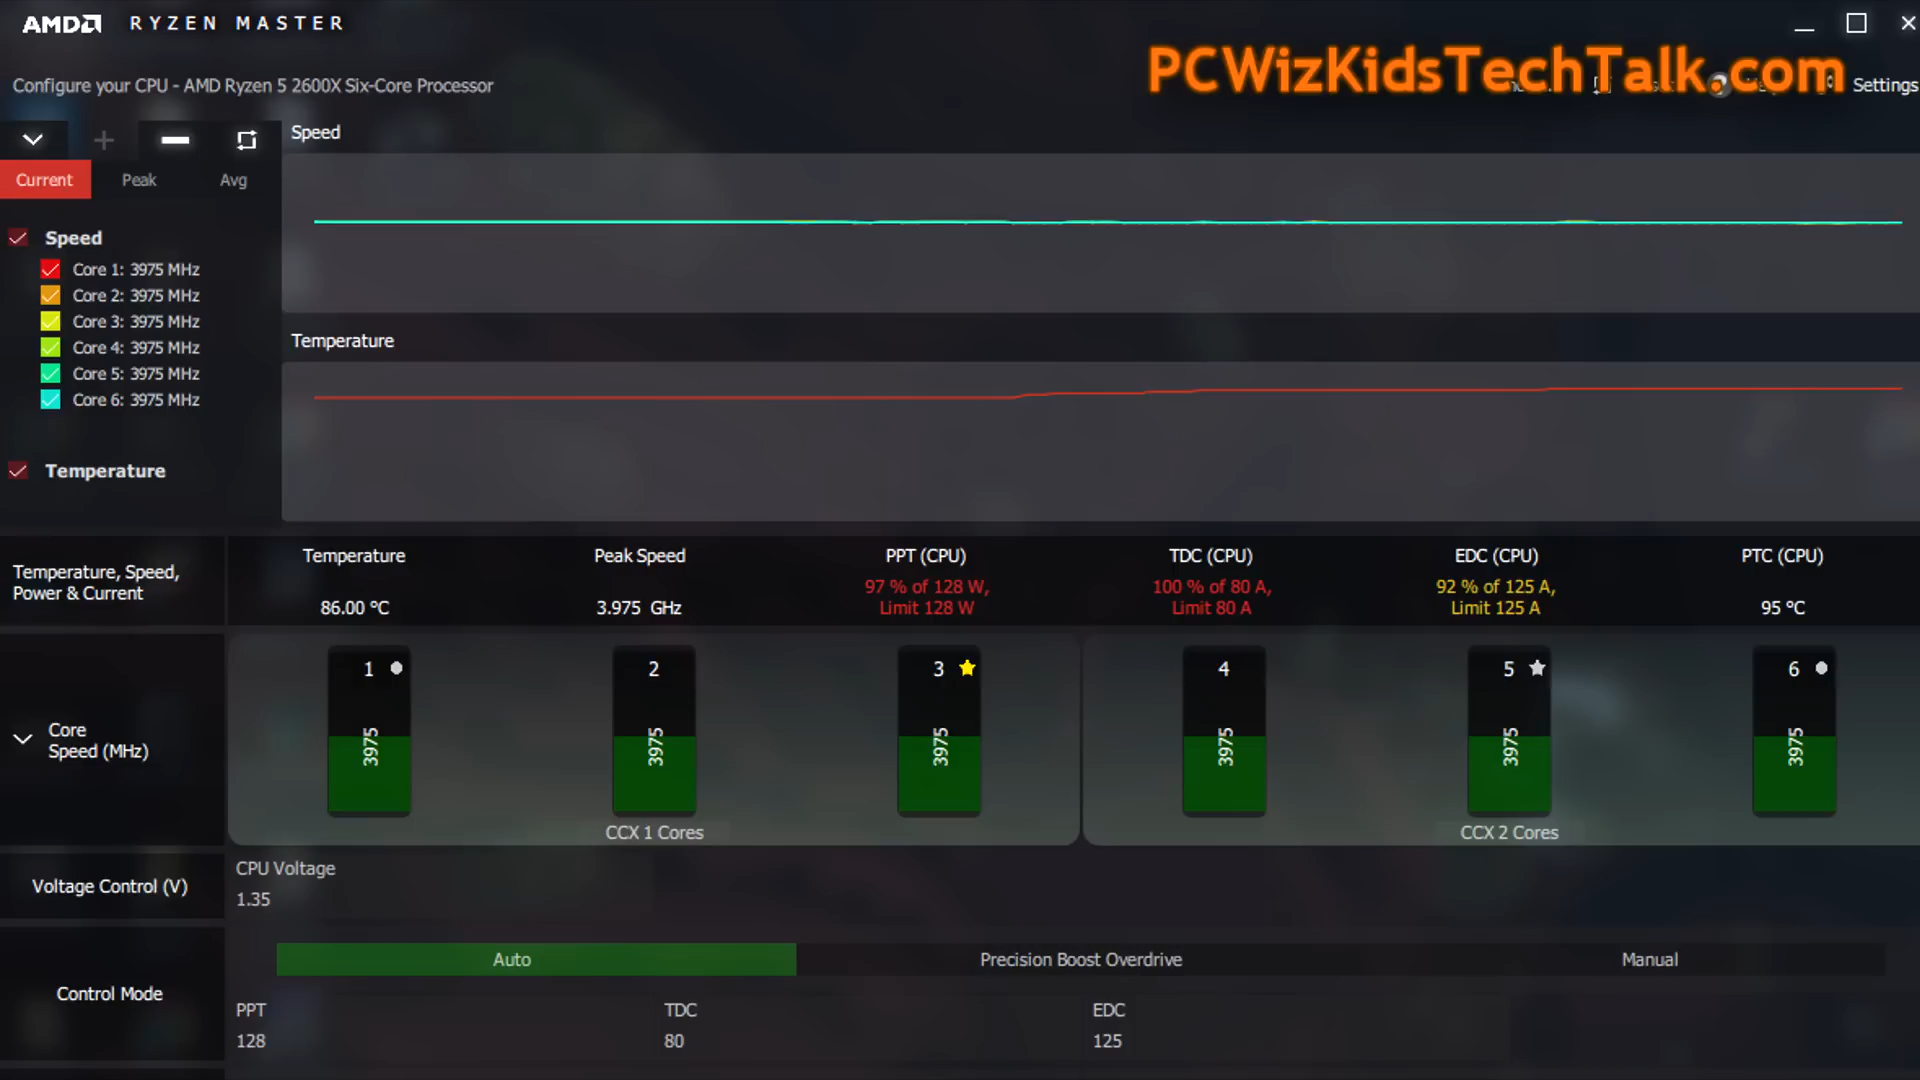 AMD RYZEN MASTER
PCWizKidsTechTalk.com
Configure your CPU - AMD Ryzen 5 2600X Six-Core Processor
Settings
Current Peak Avg
Speed
Core 1: 3975 MHz
Core 2: 3975 MHz
Core 3: 3975 MHz
Core 4: 3975 MHz
Core 5: 3975 MHz
Core 6: 3975 MHz
Temperature
Speed
Temperature
Temperature, Speed,
Power & Current
Temperature
86.00 °C
Peak Speed
3.975 GHz
PPT (CPU)
97 % of 128 W,
Limit 128 W
TDC (CPU)
100 % of 80 A,
Limit 80 A
EDC (CPU)
92 % of 125 A,
Limit 125 A
PTC (CPU)
95 °C
Core
Speed (MHz)
1
3975
2
3975
3
3975
CCX 1 Cores
4
3975
5
3975
6
3975
CCX 2 Cores
Voltage Control (V)
CPU Voltage
1.35
Control Mode
Auto
Precision Boost Overdrive
Manual
PPT
128
TDC
80
EDC
125